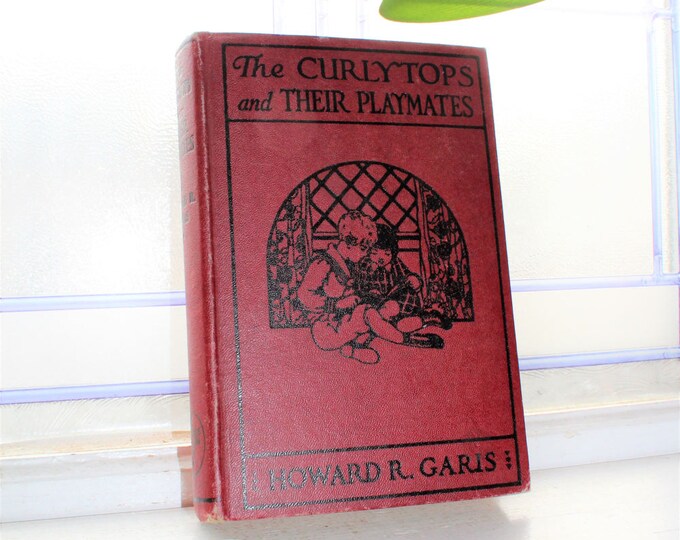 The CURLYTOPS
and THEIR PLAYMATES
HOWARD R. GARIS